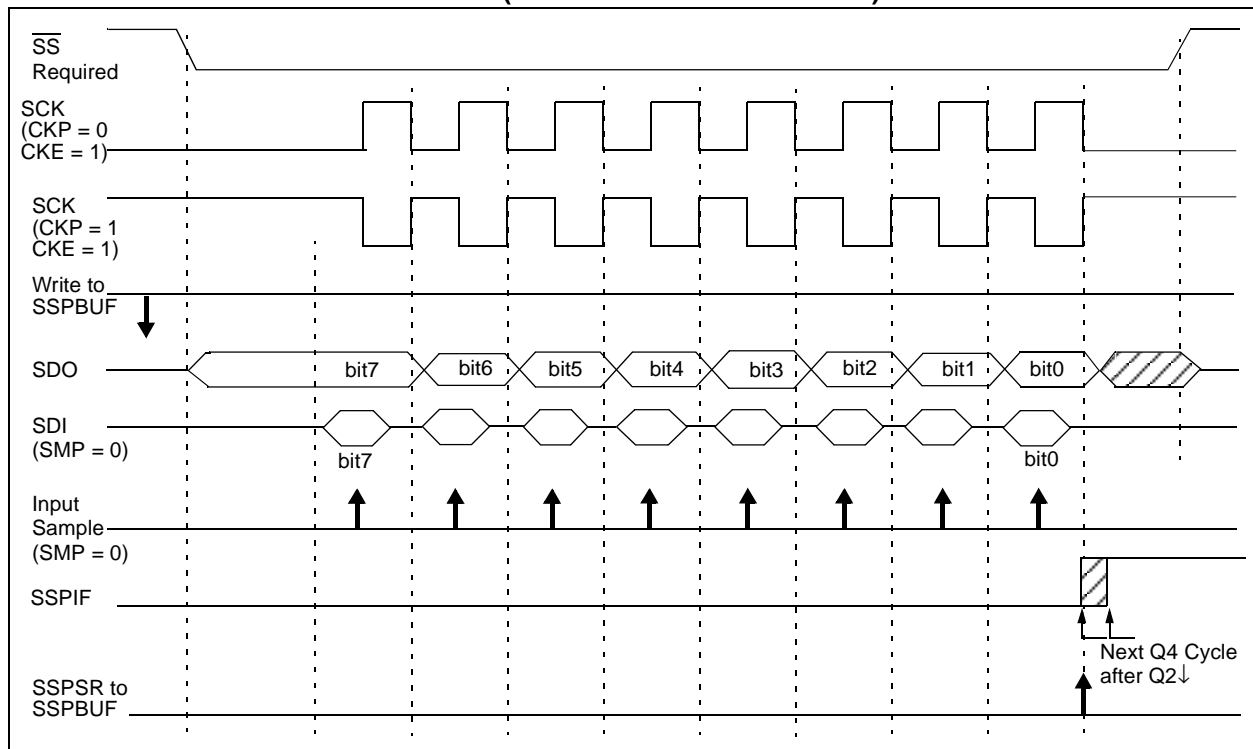 SS
Required
SCK
(CKP = 0
CKE = 1)
SCK
(CKP = 1
CKE = 1)
Write to
SSPBUF
SDO
bit7 bit6 bit5 bit4 bit3 bit2 bit1 bit0
SDI
(SMP = 0)
bit7 bit0
Input
Sample
(SMP = 0)
SSPIF
Next Q4 Cycle
after Q2↓
SSPSR to
SSPBUF